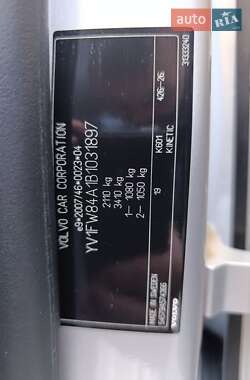 AUTO RIA
31333240
VOLVO CAR CORPORATION
e9*2007/46*0023*04
YV1FW84A1B1031897
2110 kg
3410 kg
1— 1080 kg
2— 1050 kg
19
K601
KINETIC
426-26
MADE IN SWEDEN
VOLVO